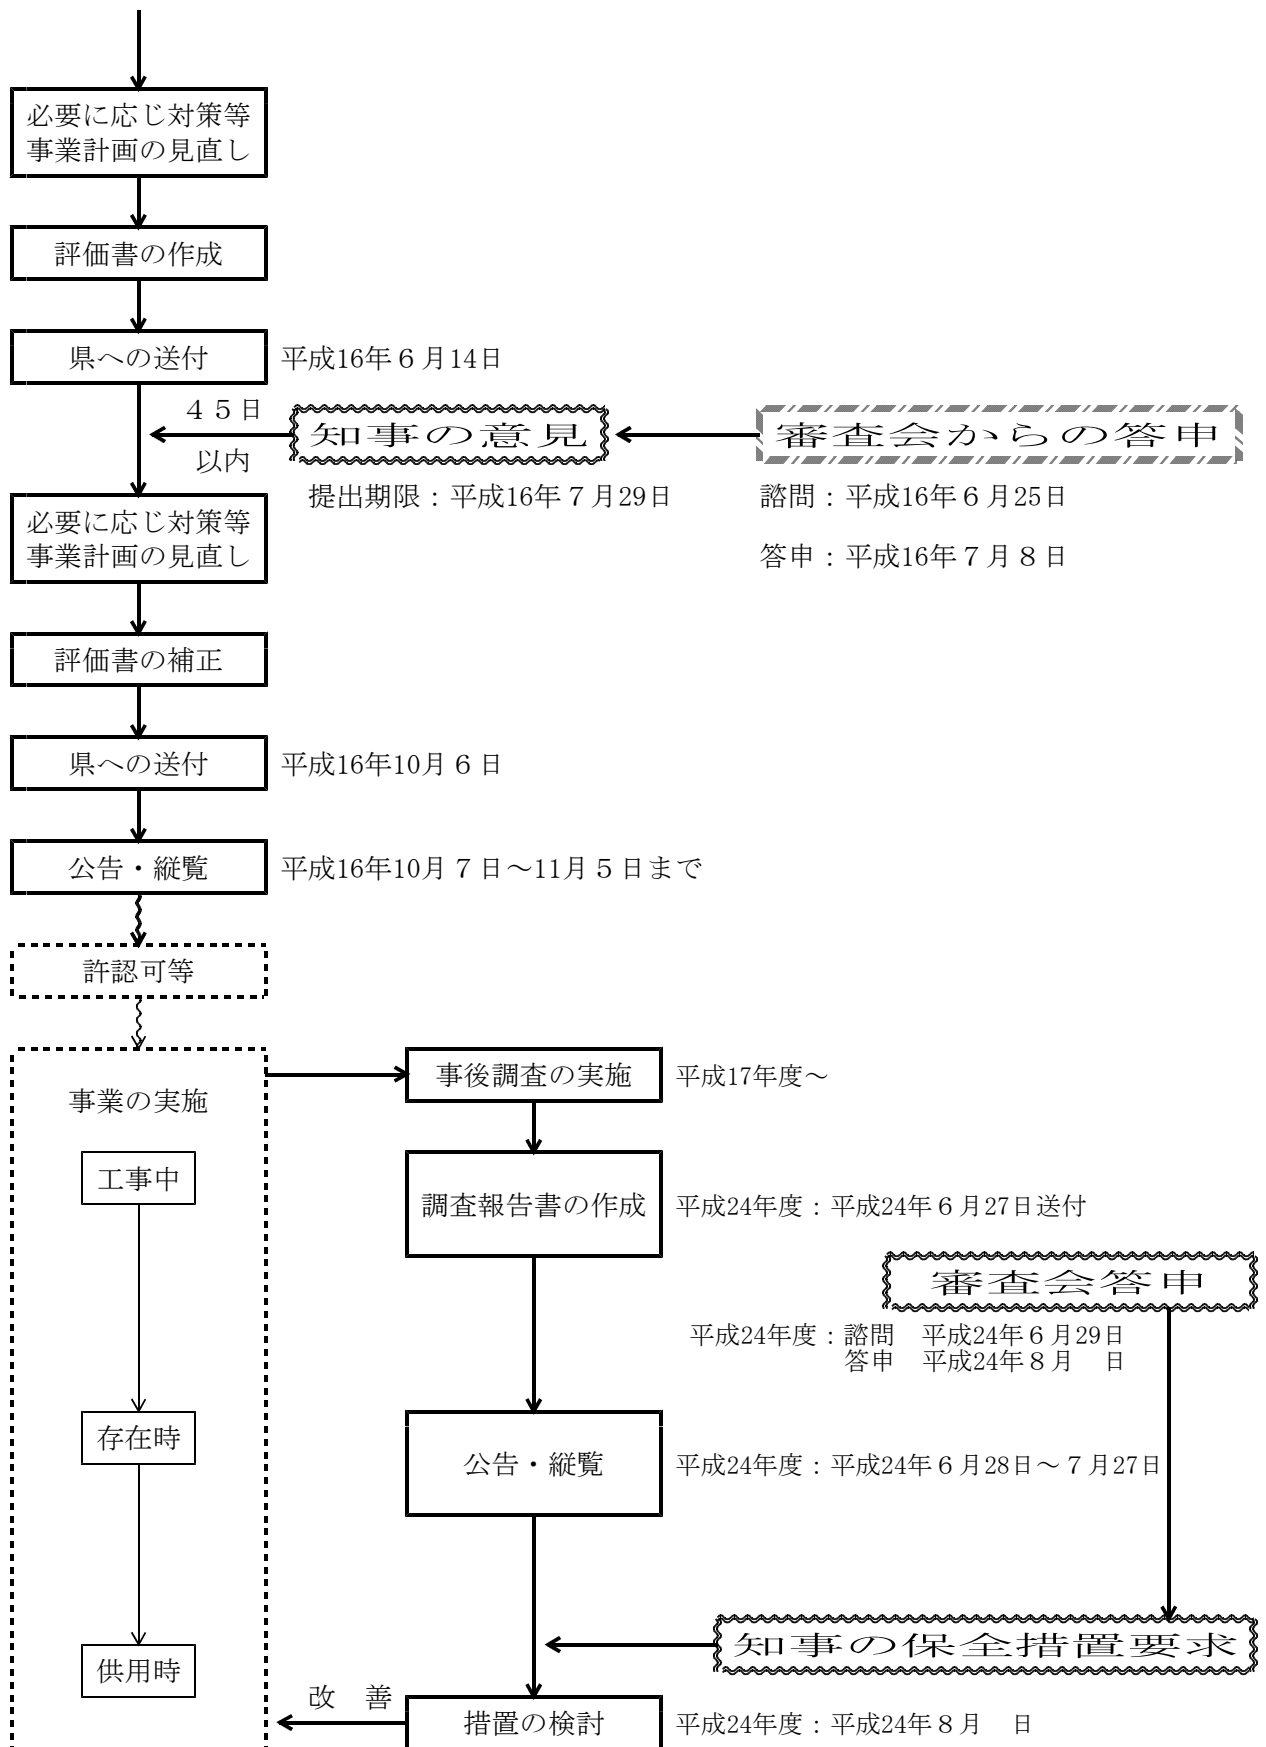 必要に応じ対策等
事業計画の見直し
評価書の作成
県への送付　平成16年６月14日
４５日
以内
知事の意見
審査会からの答申
提出期限：平成16年７月29日
諮問：平成16年６月25日
答申：平成16年７月８日
必要に応じ対策等
事業計画の見直し
評価書の補正
県への送付　平成16年10月６日
公告・縦覧　平成16年10月７日～11月５日まで
許認可等
事業の実施
工事中
存在時
供用時
事後調査の実施　平成17年度～
調査報告書の作成　平成24年度：平成24年６月27日送付
審査会答申
平成24年度：諮問　平成24年６月29日
答申　平成24年８月　日
公告・縦覧　平成24年度：平成24年６月28日～７月27日
知事の保全措置要求
改　善
措置の検討　平成24年度：平成24年８月　日